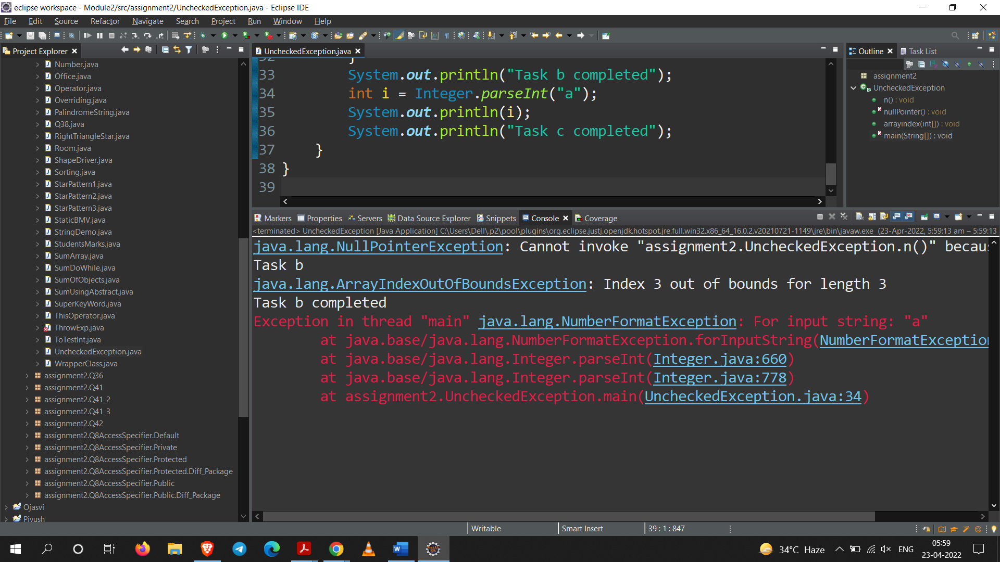 eclipse workspace - Module2/src/assignment2/UncheckedException.java - Eclipse IDE
File Edit Source Refactor Navigate Search Project Run Window Help
Project Explorer
Number.java
Office.java
Operator.java
Overriding.java
PalindromeString.java
Q38.java
RightTriangleStar.java
Room.java
ShapeDriver.java
Sorting.java
StarPattern1.java
StarPattern2.java
StarPattern3.java
StaticBMV.java
StringDemo.java
StudentsMarks.java
SumArray.java
SumDoWhile.java
SumOfObjects.java
SumUsingAbstract.java
SuperKeyWord.java
ThisOperator.java
ThrowExp.java
ToTestInt.java
UncheckedException.java
WrapperClass.java
assignment2.Q36
assignment2.Q41
assignment2.Q41_2
assignment2.Q41_3
assignment2.Q42
assignment2.Q8AccessSpecifier.Default
assignment2.Q8AccessSpecifier.Private
assignment2.Q8AccessSpecifier.Protected
assignment2.Q8AccessSpecifier.Protected.Diff_Package
assignment2.Q8AccessSpecifier.Public
assignment2.Q8AccessSpecifier.Public.Diff_Package
Ojasvi
Piyush
UncheckedException.java
32 }
33 System.out.println("Task b completed");
34 int i = Integer.parseInt("a");
35 System.out.println(i);
36 System.out.println("Task c completed");
37 }
38 }
39
Outline Task List
assignment2
UncheckedException
n() : void
nullPointer() : void
arrayindex(int[]) : void
main(String[]) : void
Markers Properties Servers Data Source Explorer Snippets Console Coverage
<terminated> UncheckedException [Java Application] C:\Users\Dell\.p2\pool\plugins\org.eclipse.justj.openjdk.hotspot.jre.full.win32.x86_64_16.0.2.v20210721-1149\jre\bin\javaw.exe (23-Apr-2022, 5:59:13 am – 5:59:13
java.lang.NullPointerException: Cannot invoke "assignment2.UncheckedException.n()" becau
Task b
java.lang.ArrayIndexOutOfBoundsException: Index 3 out of bounds for length 3
Task b completed
Exception in thread "main" java.lang.NumberFormatException: For input string: "a"
at java.base/java.lang.NumberFormatException.forInputString(NumberFormatException
at java.base/java.lang.Integer.parseInt(Integer.java:660)
at java.base/java.lang.Integer.parseInt(Integer.java:778)
at assignment2.UncheckedException.main(UncheckedException.java:34)
Writable Smart Insert 39 : 1 : 847
34°C Haze ENG 05:59
23-04-2022